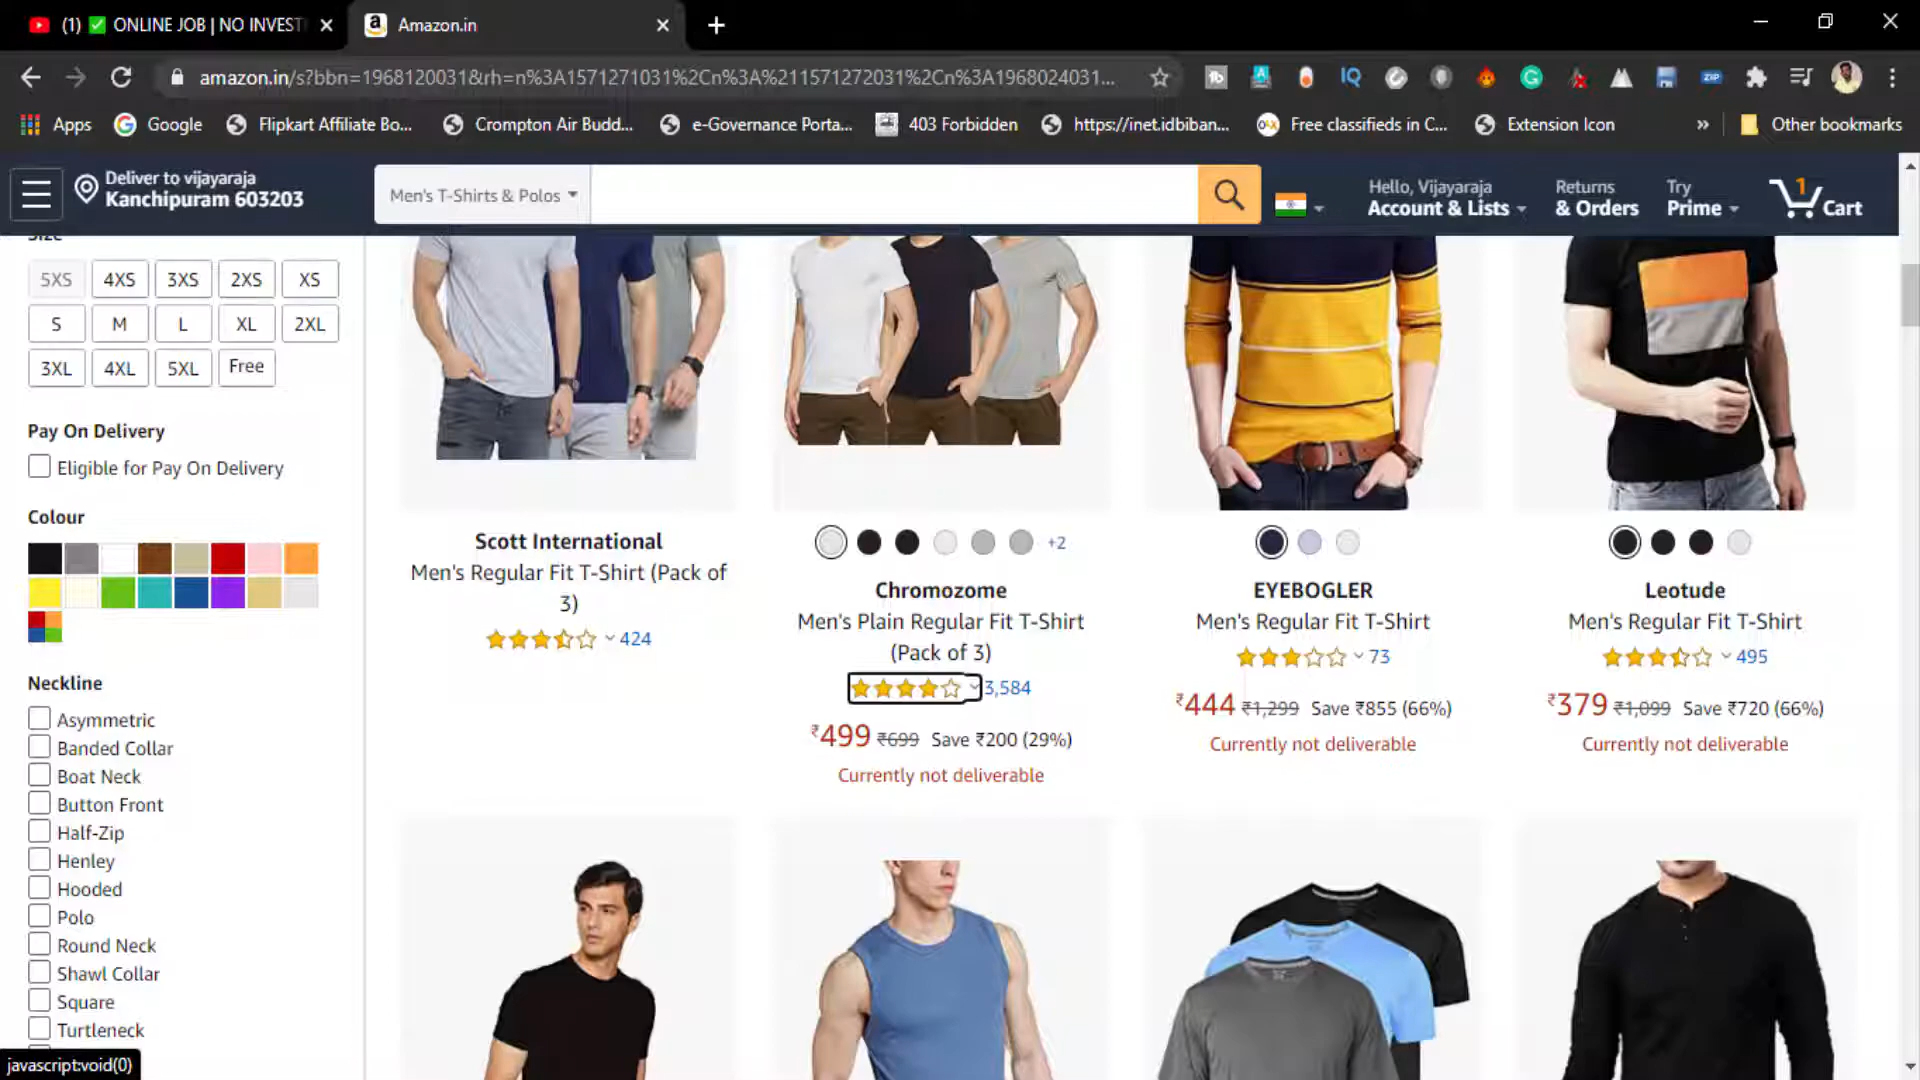 (1) ✅ ONLINE JOB | NO INVEST
Amazon.in
amazon.in/s?bbn=1968120031&rh=n%3A1571271031%2Cn%3A%211571272031%2Cn%3A1968024031...
Apps
Google
Flipkart Affiliate Bo...
Crompton Air Budd...
e-Governance Porta...
403 Forbidden
https://inet.idbiban...
Free classifieds in C...
Extension Icon
»
Other bookmarks
Deliver to vijayaraja
Kanchipuram 603203
Men's T-Shirts & Polos
Hello, Vijayaraja
Account & Lists
Returns
& Orders
Try
Prime
1
Cart
Size
5XS 4XS 3XS 2XS XS
S M L XL 2XL
3XL 4XL 5XL Free
Pay On Delivery
Eligible for Pay On Delivery
Colour
Neckline
Asymmetric
Banded Collar
Boat Neck
Button Front
Half-Zip
Henley
Hooded
Polo
Round Neck
Shawl Collar
Square
Turtleneck
Scott International
Men's Regular Fit T-Shirt (Pack of
3)
424
+2
Chromozome
Men's Plain Regular Fit T-Shirt
(Pack of 3)
3,584
₹499 ₹699 Save ₹200 (29%)
Currently not deliverable
EYEBOGLER
Men's Regular Fit T-Shirt
73
₹444 ₹1,299 Save ₹855 (66%)
Currently not deliverable
Leotude
Men's Regular Fit T-Shirt
495
₹379 ₹1,099 Save ₹720 (66%)
Currently not deliverable
javascript:void(0)